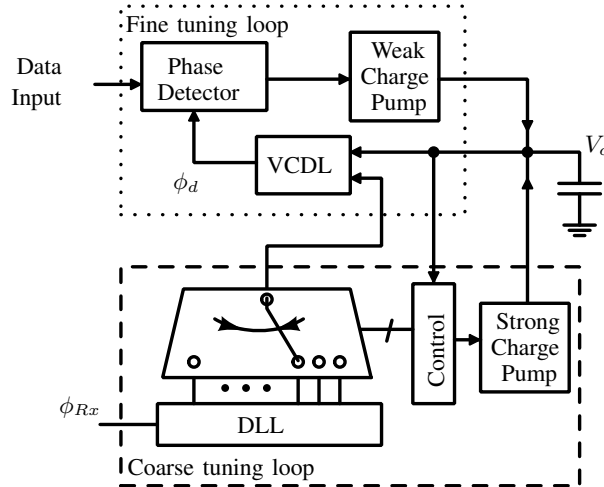 Fine tuning loop
Data
Input
Phase
Detector
Weak
Charge
Pump
VCDL
ϕd
Vc
Control
Strong
Charge
Pump
ϕRx
DLL
Coarse tuning loop